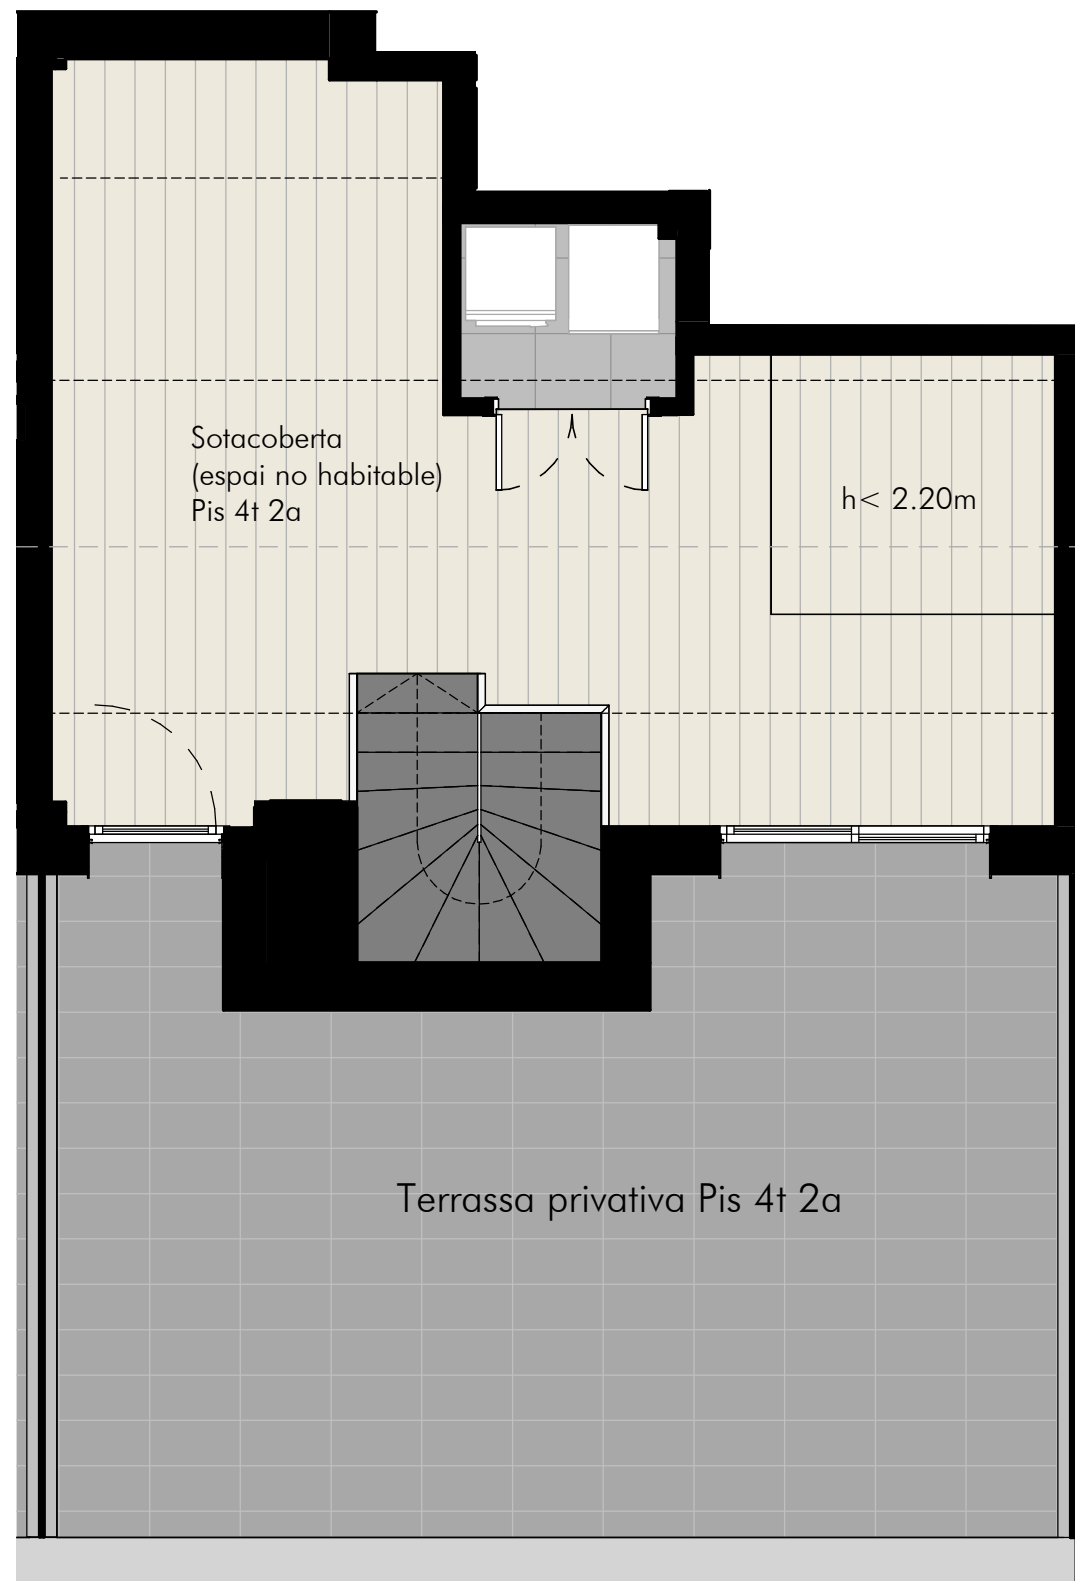 Sotacoberta
(espai no habitable)
Pis 4t 2a
h< 2.20m
Terrassa privativa Pis 4t 2a